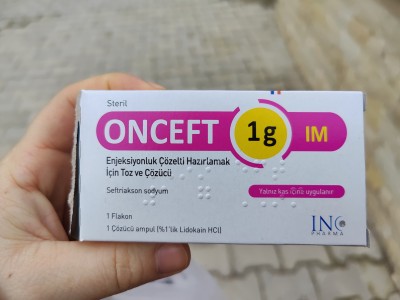 Steril
ONCEFT 1 g IM
Enjeksiyonluk Çözelti Hazırlamak
İçin Toz ve Çözücü
Seftriakson sodyum
Yalnız kas içine uygulanır
1 Flakon
1 Çözücü ampul (%1'lik Lidokain HCl)
INC
PHARMA